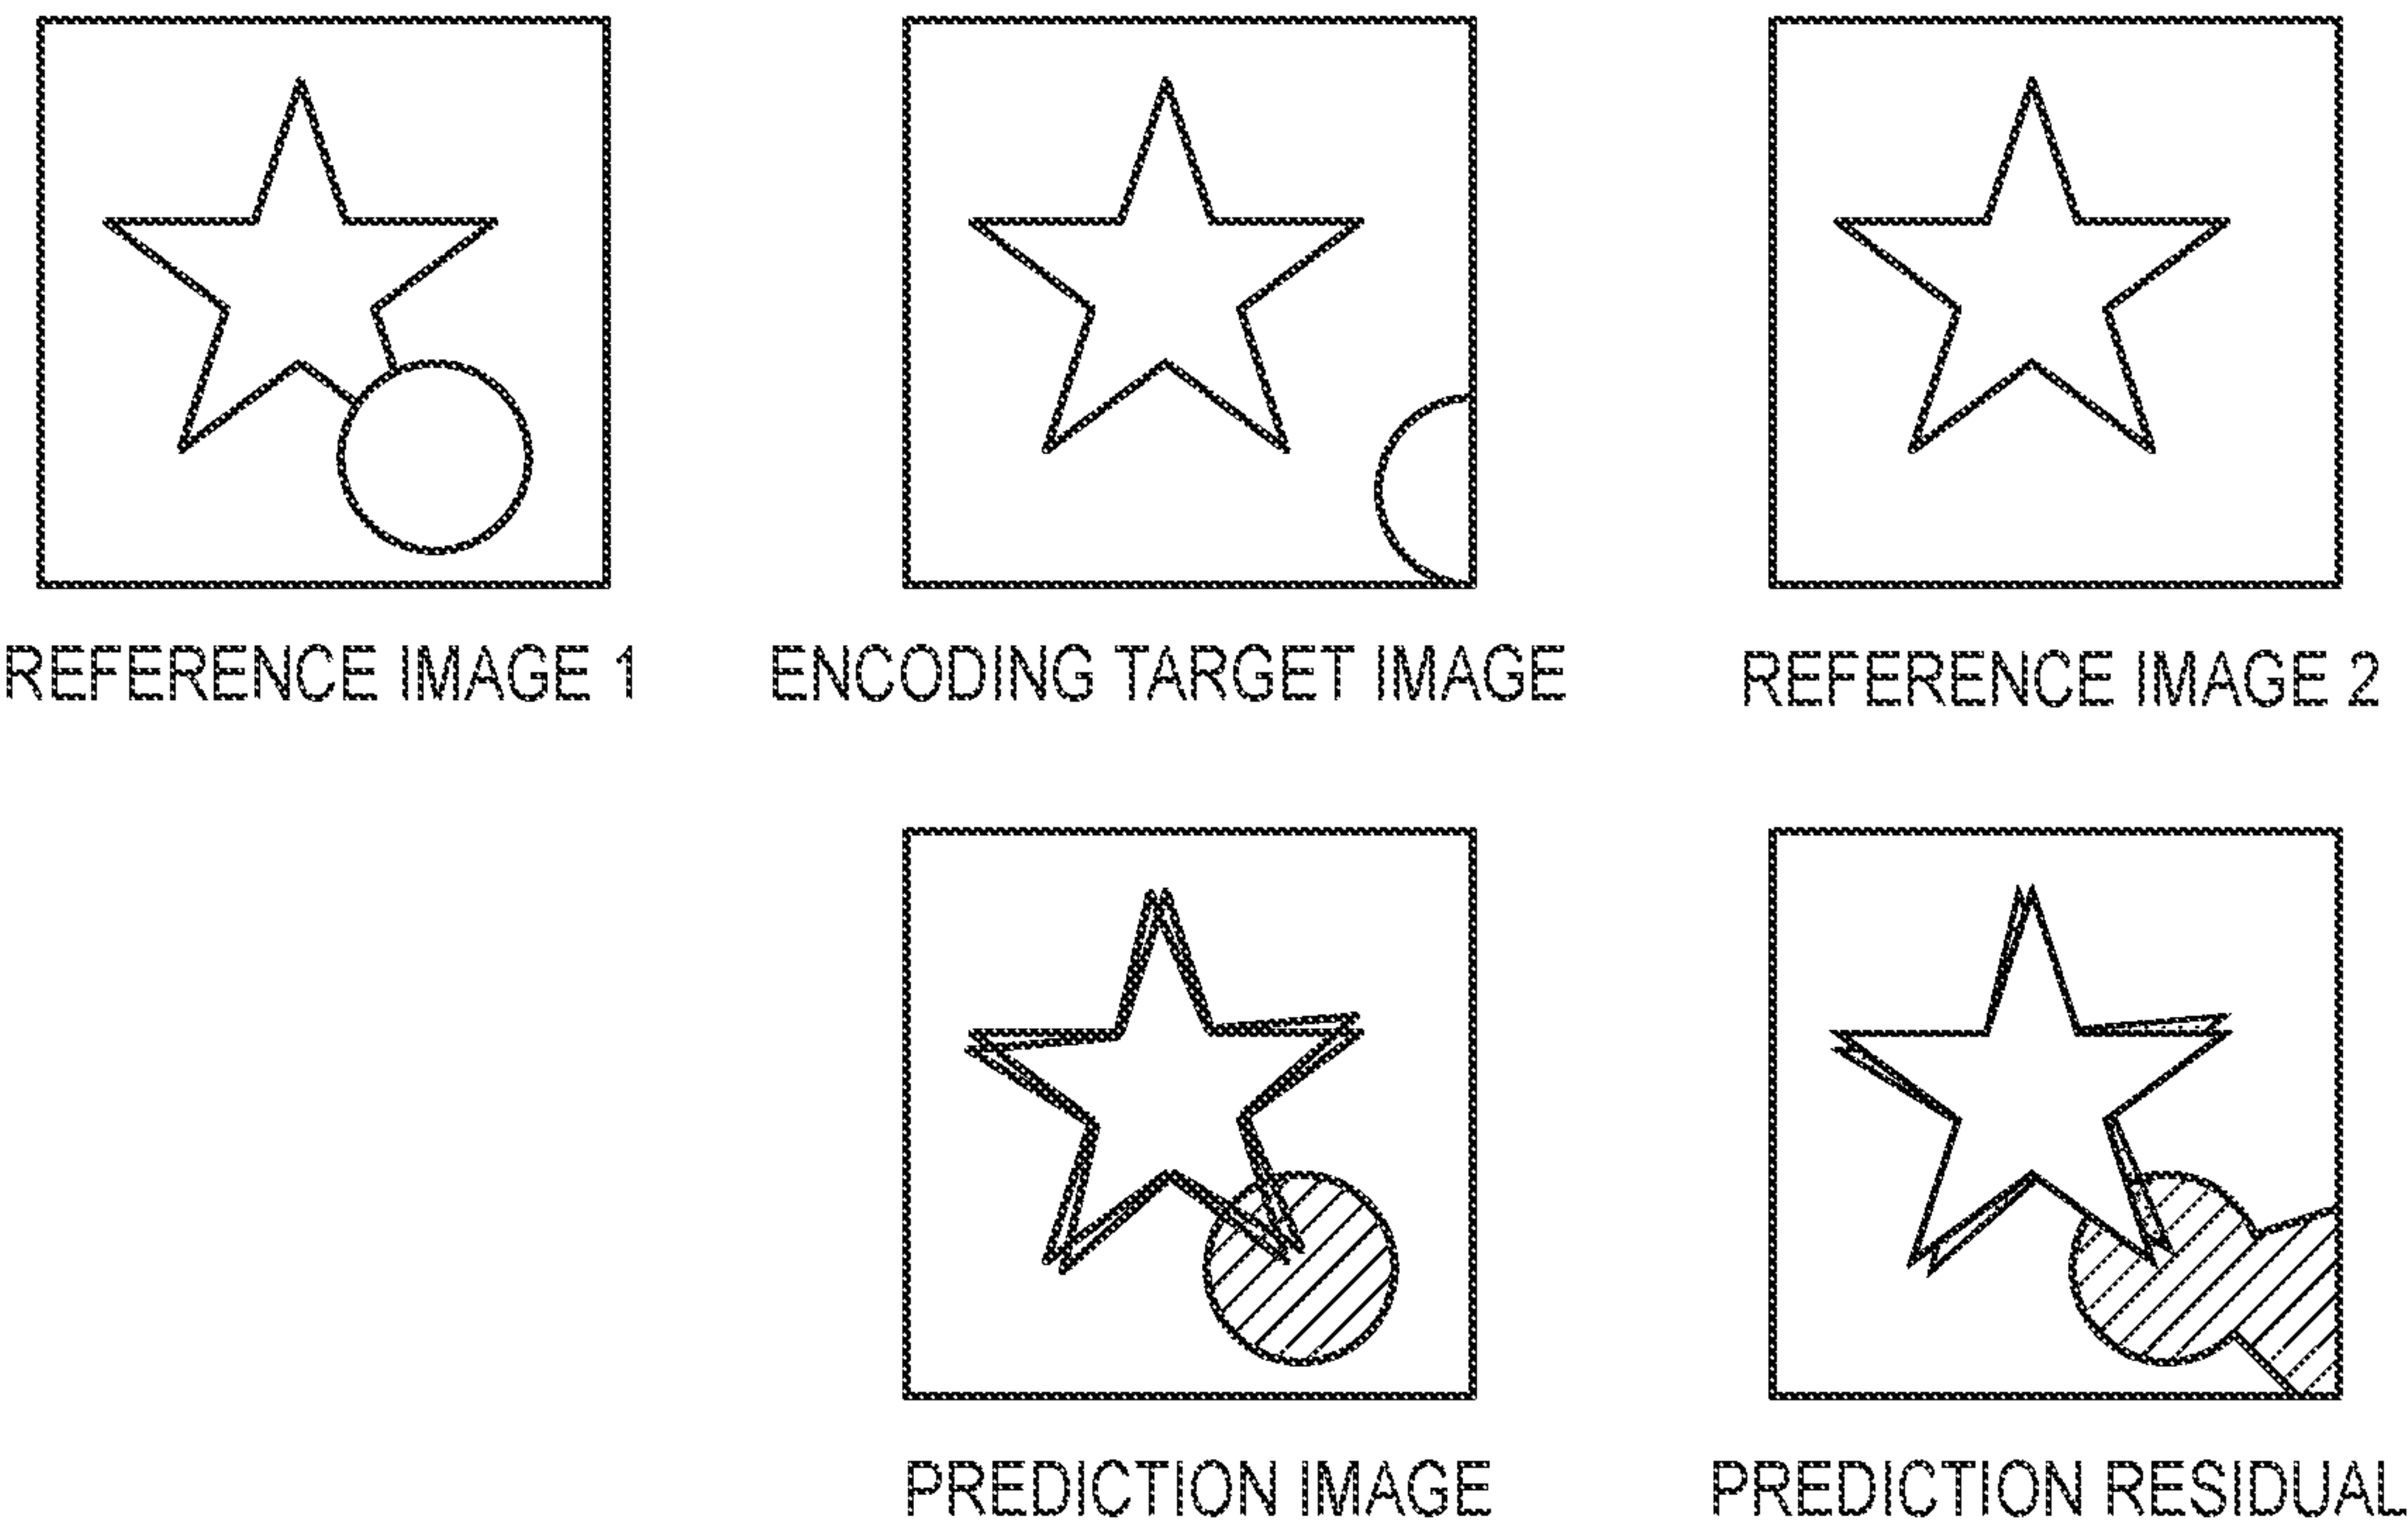 REFERENCE IMAGE 1
ENCODING TARGET IMAGE
REFERENCE IMAGE 2
PREDICTION IMAGE
PREDICTION RESIDUAL